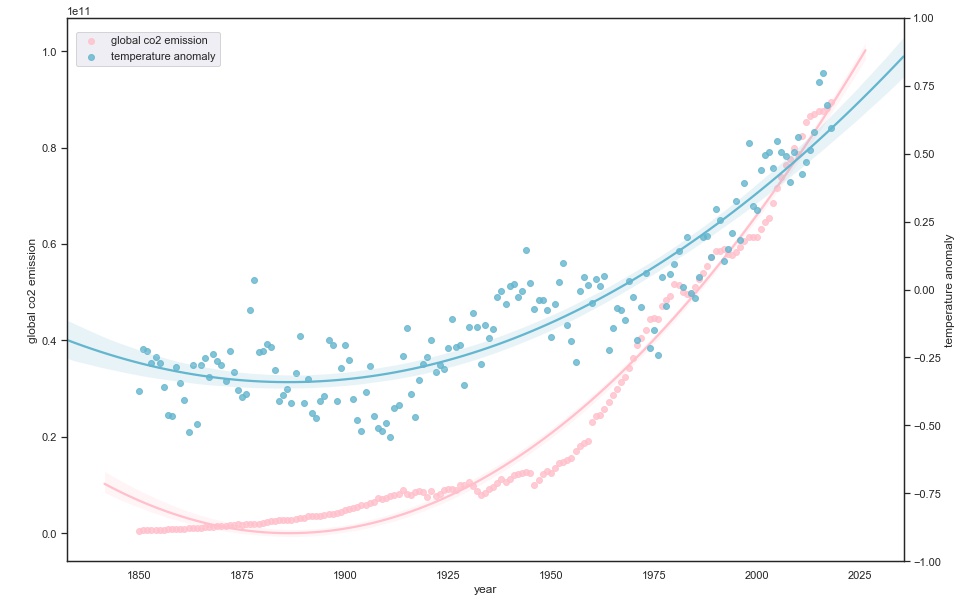 1e11
global co2 emission
temperature anomaly
1.0
0.8
0.6
0.4
0.2
0.0
global co2 emission
1.00
0.75
0.50
0.25
0.00
−0.25
−0.50
−0.75
−1.00
temperature anomaly
1850 1875 1900 1925 1950 1975 2000 2025
year